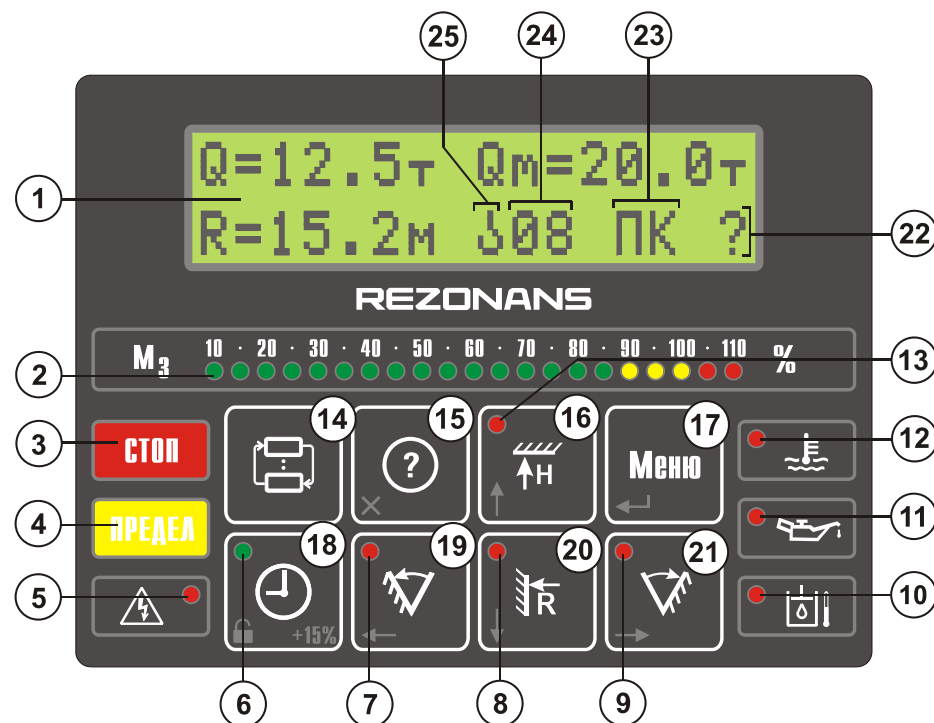 25 24 23
Q=12.5т Qм=20.0т
1
R=15.2м 08 ПК ?
22
REZONANS
М3 10 · 20 · 30 · 40 · 50 · 60 · 70 · 80 · 90 · 100 · 110 %
2 13
3 СТОП 14 ? 15 H 16 Меню 17 12
4 ПРЕДЕЛ 11
5 +15% 18 19 R 20 21 10
6 7 8 9